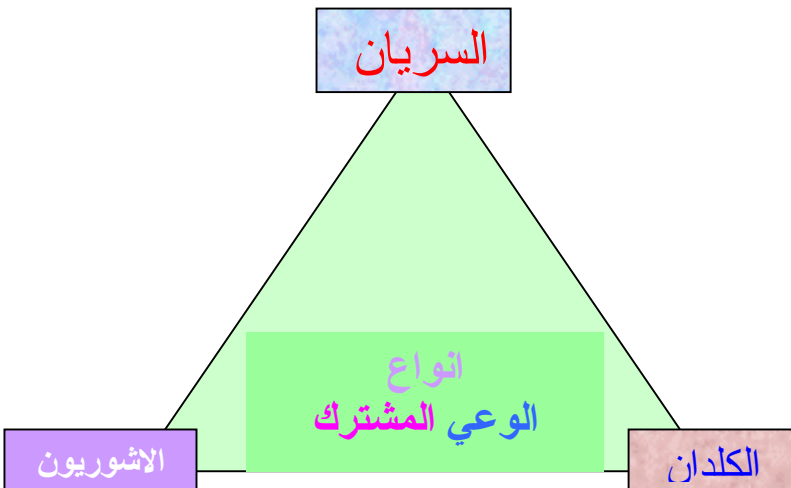 السريان
انواع
الوعي المشترك
الكلدان
الاشوريون